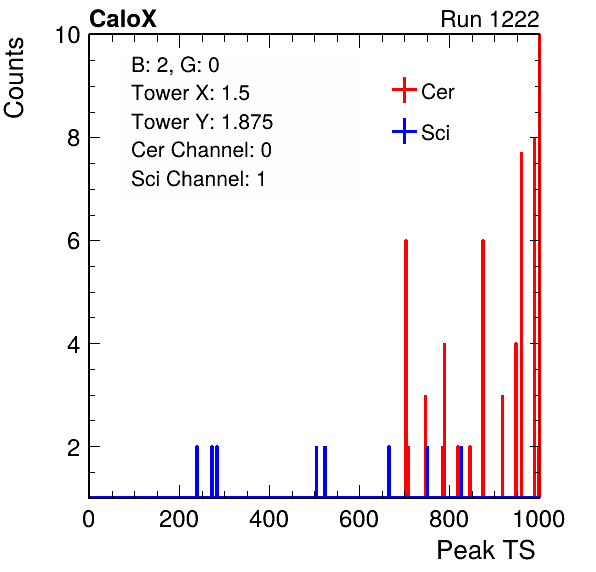 CaloX Run 1222
Counts
10
8
6
4
2
B: 2, G: 0
Tower X: 1.5
Tower Y: 1.875
Cer Channel: 0
Sci Channel: 1
Cer
Sci
0 200 400 600 800 1000
Peak TS